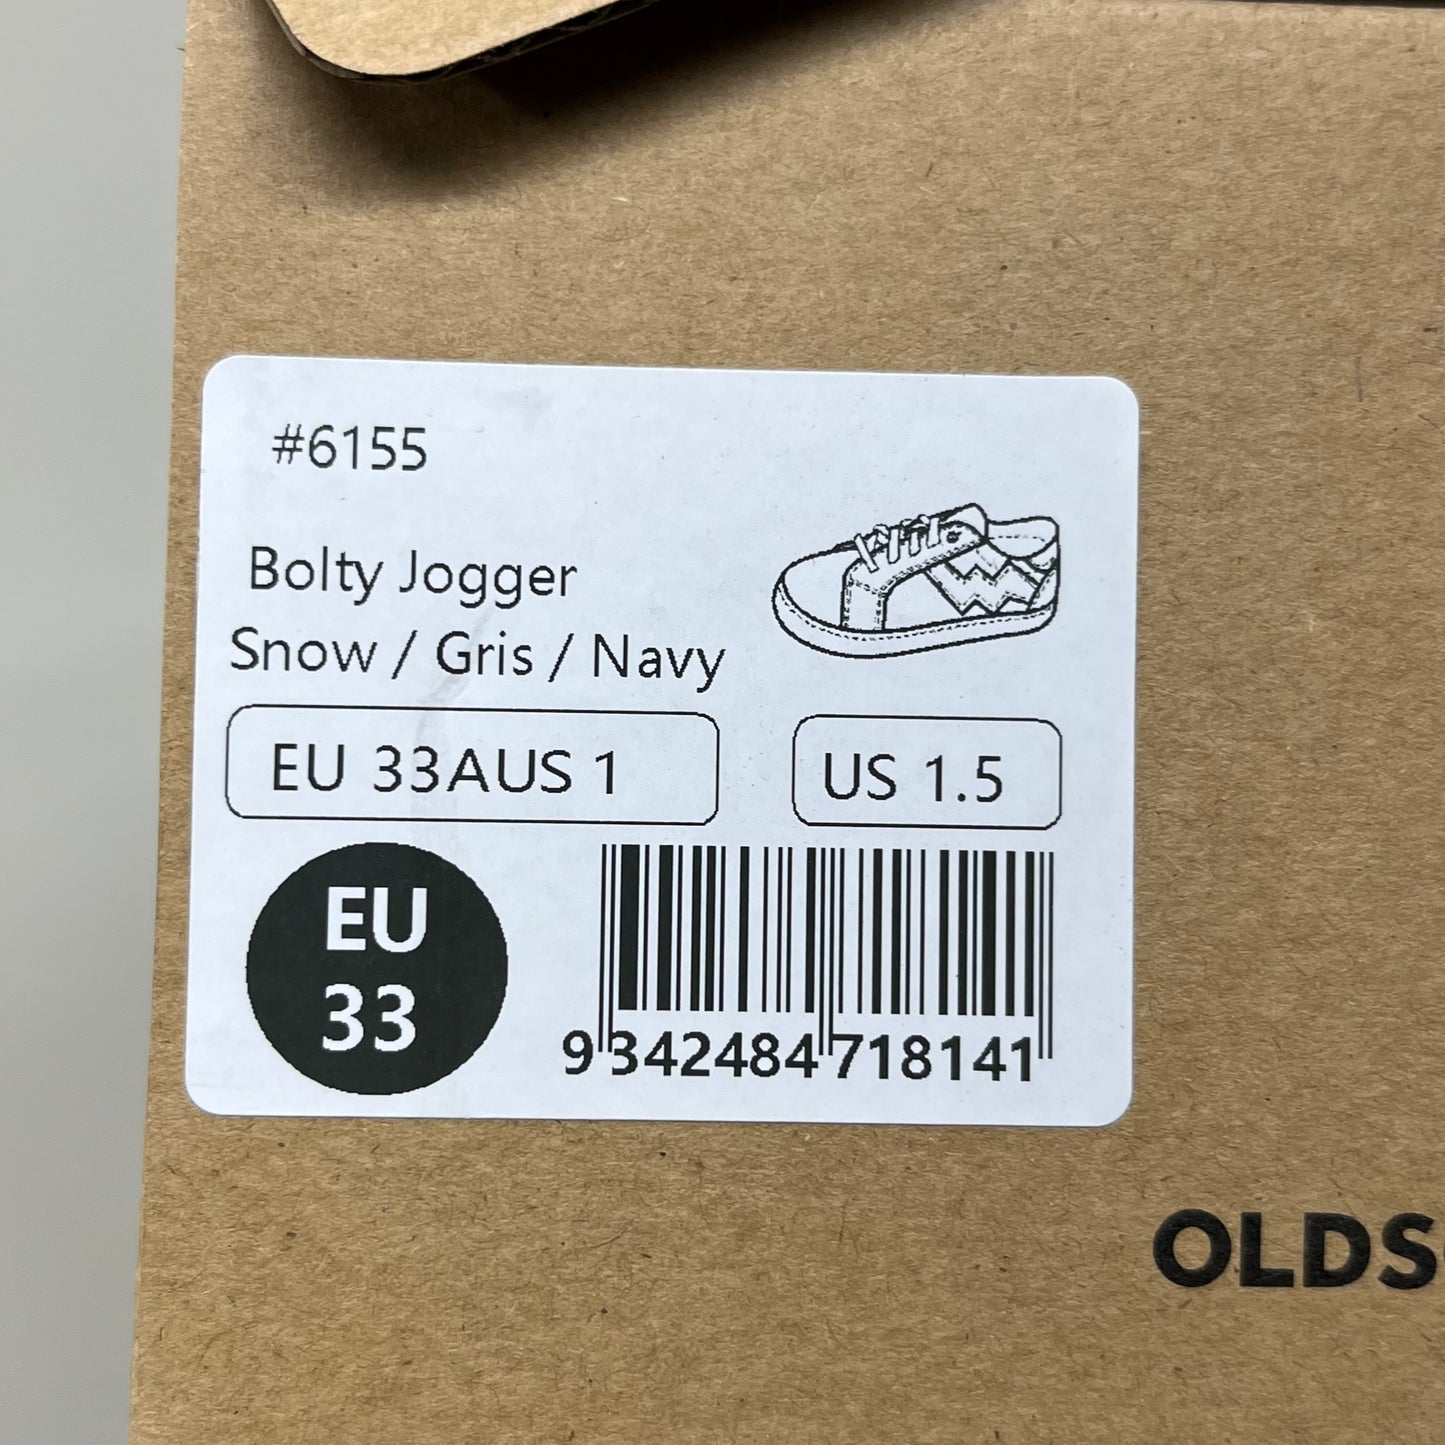 #6155
Bolty Jogger
Snow / Gris / Navy
EU 33AUS 1
US 1.5
EU
33
9 342484 718141
OLDS